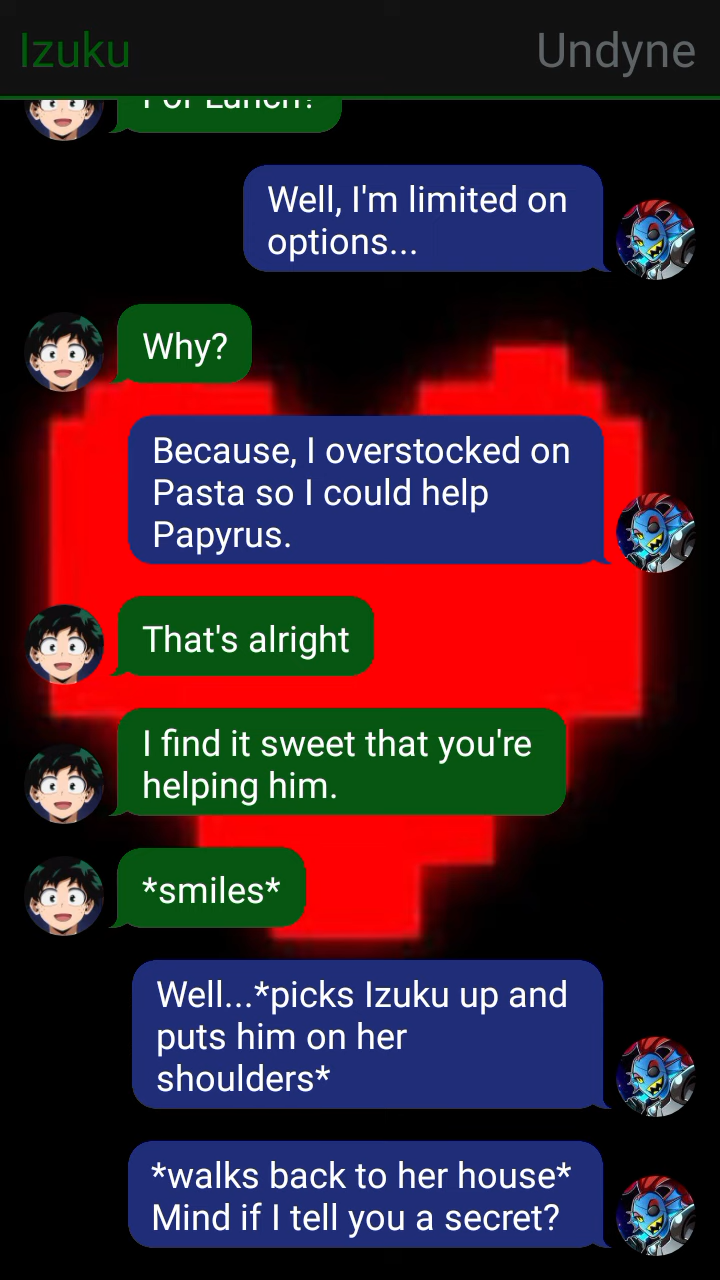 Izuku
Undyne
For Lunch?
Well, I'm limited on
options...
Why?
Because, I overstocked on
Pasta so I could help
Papyrus.
That's alright
I find it sweet that you're
helping him.
*smiles*
Well...*picks Izuku up and
puts him on her
shoulders*
*walks back to her house*
Mind if I tell you a secret?